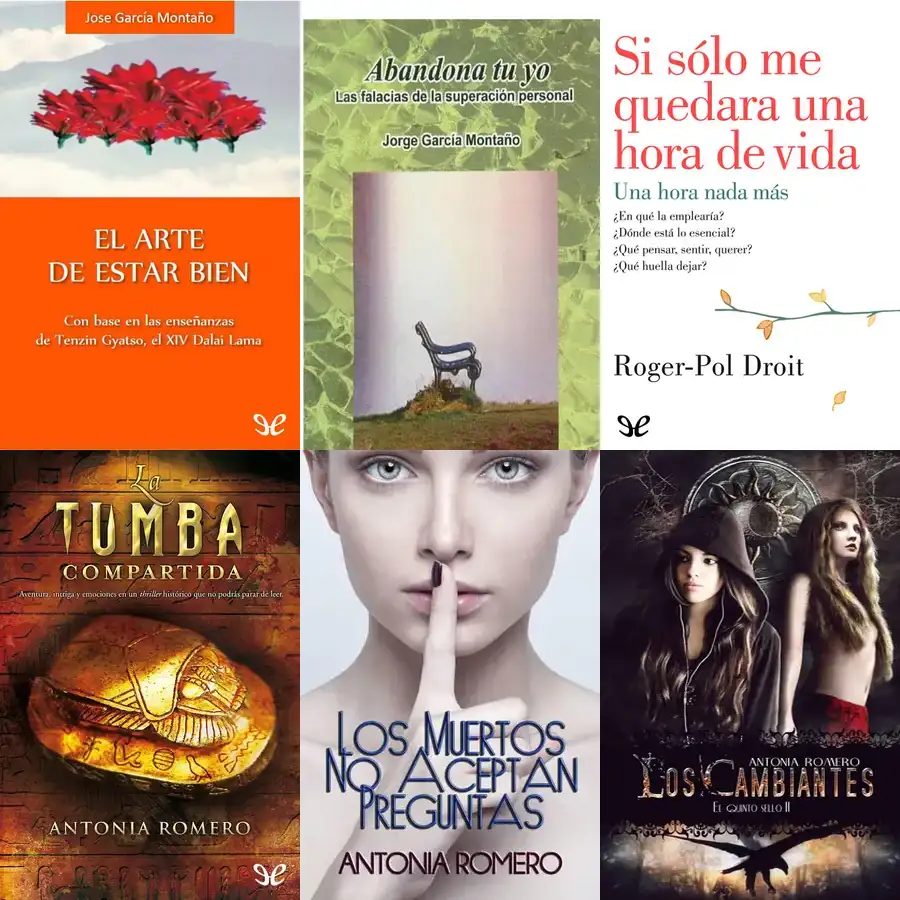 Jose García Montaño
EL ARTE
DE ESTAR BIEN
Con base en las enseñanzas
de Tenzin Gyatso, el XIV Dalai Lama
Abandona tu yo
Las falacias de la superación personal
Jorge García Montaño
Si sólo me
quedara una
hora de vida
Una hora nada más
¿En qué la emplearía?
¿Dónde está lo esencial?
¿Qué pensar, sentir, querer?
¿Qué huella dejar?
Roger-Pol Droit
La
TUMBA
COMPARTIDA
Aventura, intriga y emociones en un thriller histórico que no podrás parar de leer.
ANTONIA ROMERO
LOS MUERTOS
NO ACEPTAN
PREGUNTAS
ANTONIA ROMERO
ANTONIA ROMERO
LOS CAMBIANTES
EL QUINTO SELLO II